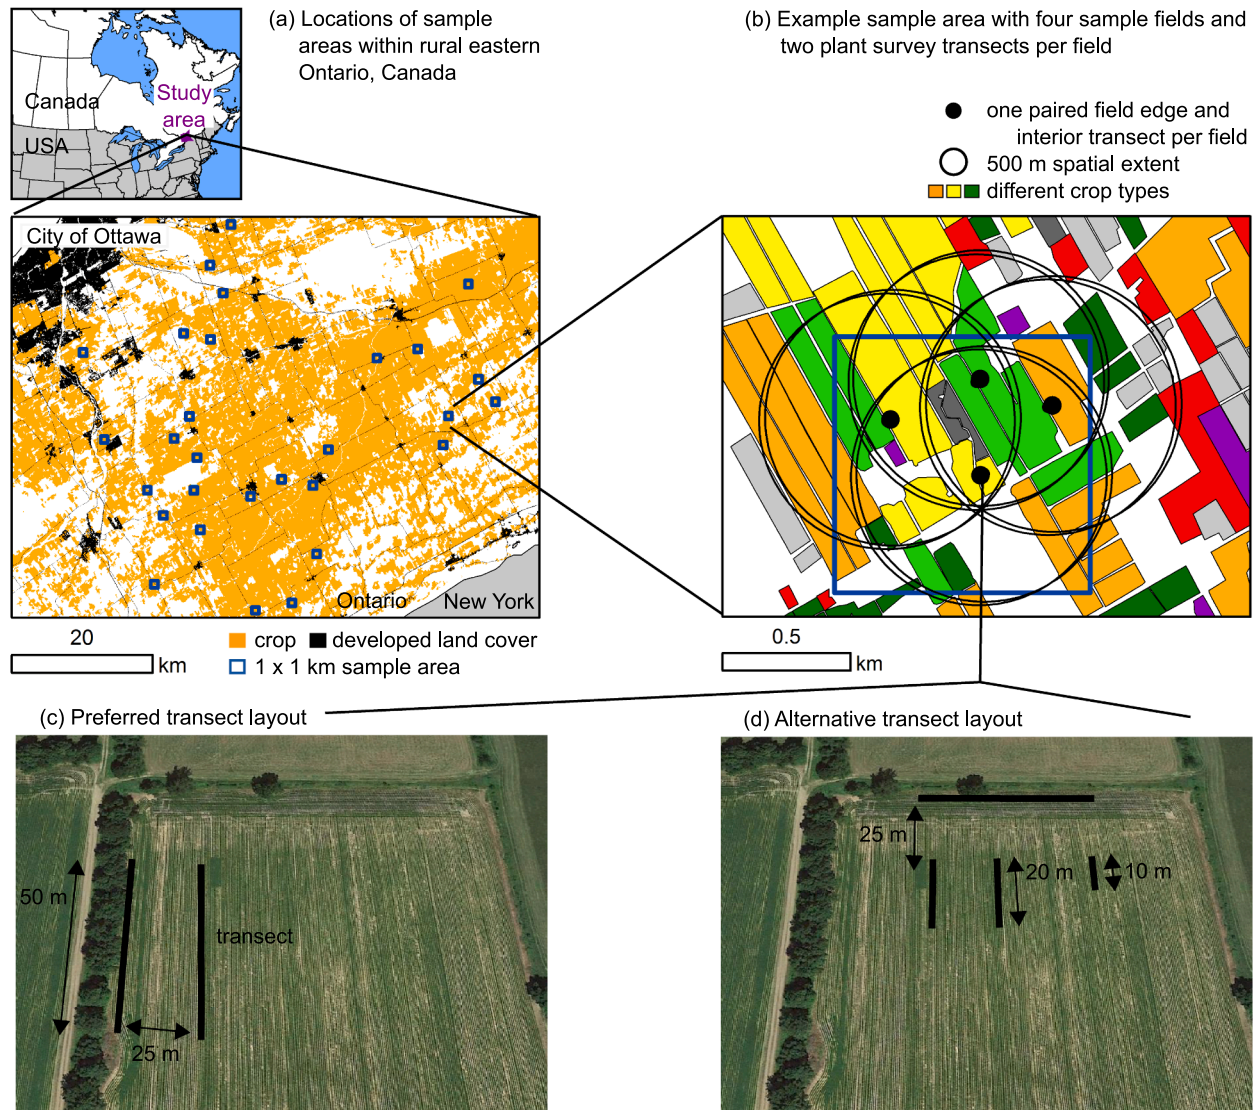 (a) Locations of sample
areas within rural eastern
Ontario, Canada
Canada
USA
Study
area
(b) Example sample area with four sample fields and
two plant survey transects per field
one paired field edge and
interior transect per field
500 m spatial extent
different crop types
City of Ottawa
Ontario
New York
20
km
crop
developed land cover
1 x 1 km sample area
0.5
km
(c) Preferred transect layout
50 m
transect
25 m
(d) Alternative transect layout
25 m
20 m
10 m